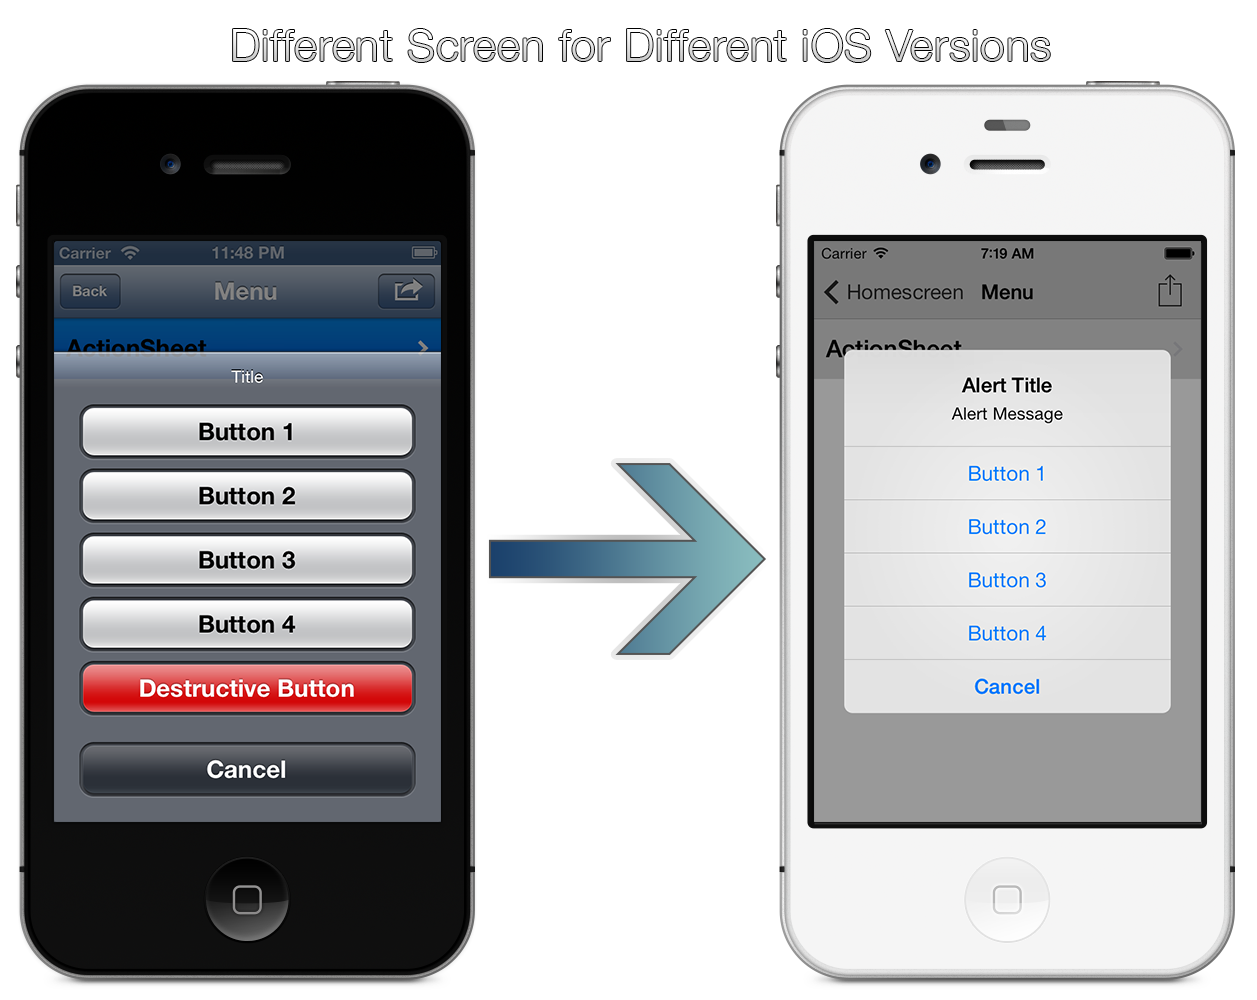 Different Screen for Different iOS Versions
Carrier 11:48 PM
Back Menu
ActionSheet
Title
Button 1
Button 2
Button 3
Button 4
Destructive Button
Cancel
Carrier 7:19 AM
Homescreen Menu
ActionSheet
Alert Title
Alert Message
Button 1
Button 2
Button 3
Button 4
Cancel